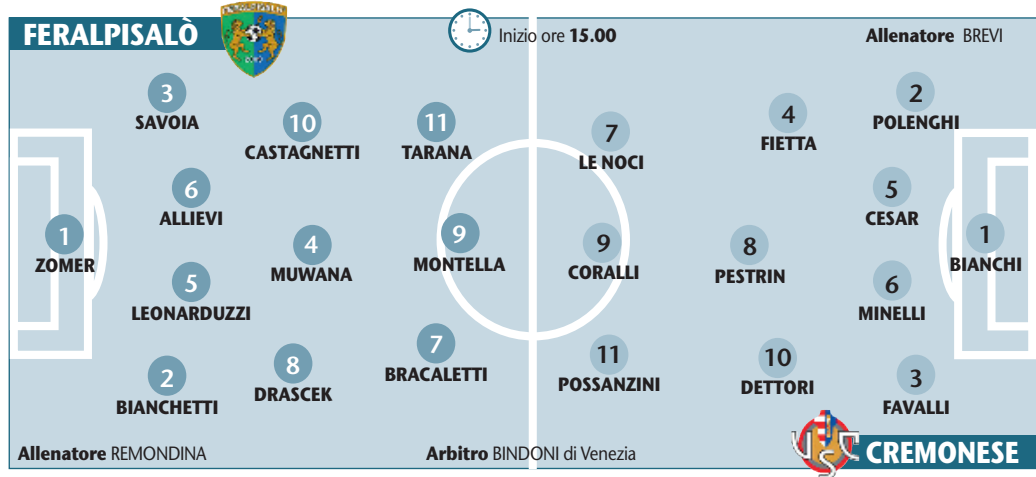 FERALPISALÒ
Inizio ore 15.00
Allenatore BREVI
3
SAVOIA
10
CASTAGNETTI
11
TARANA
6
ALLIEVI
1
ZOMER
4
MUWANA
9
MONTELLA
5
LEONARDUZZI
2
BIANCHETTI
8
DRASCEK
7
BRACALETTI
7
LE NOCI
4
FIETTA
2
POLENGHI
5
CESAR
9
CORALLI
8
PESTRIN
1
BIANCHI
6
MINELLI
11
POSSANZINI
10
DETTORI
3
FAVALLI
Allenatore REMONDINA
Arbitro BINDONI di Venezia
USC
CREMONESE